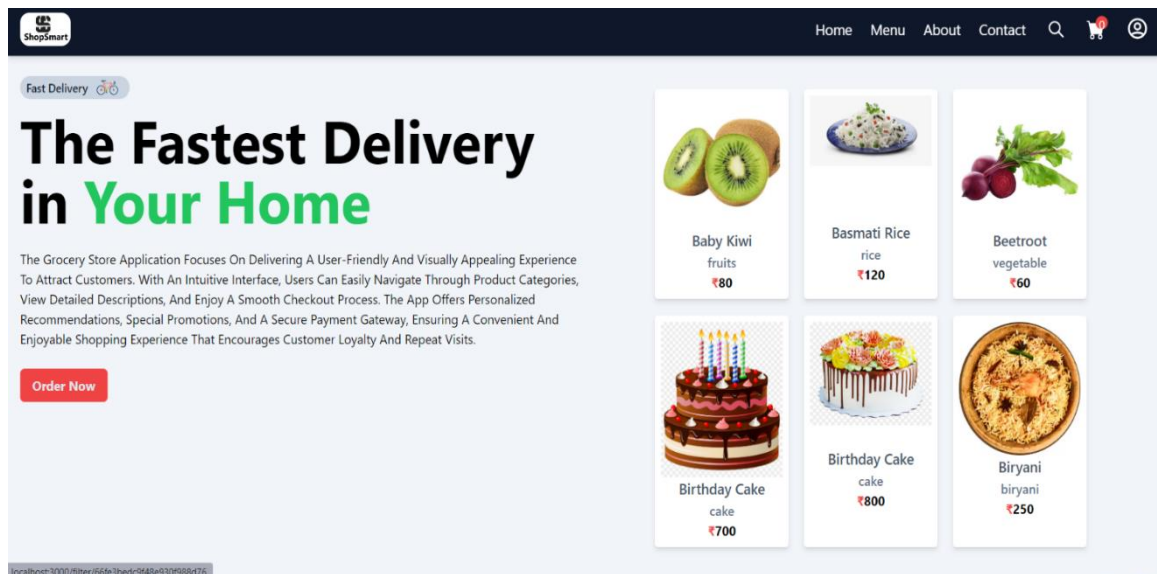 ShopSmart
Home Menu About Contact 0
Fast Delivery
The Fastest Delivery
in Your Home
The Grocery Store Application Focuses On Delivering A User-Friendly And Visually Appealing Experience
To Attract Customers. With An Intuitive Interface, Users Can Easily Navigate Through Product Categories,
View Detailed Descriptions, And Enjoy A Smooth Checkout Process. The App Offers Personalized
Recommendations, Special Promotions, And A Secure Payment Gateway, Ensuring A Convenient And
Enjoyable Shopping Experience That Encourages Customer Loyalty And Repeat Visits.
Order Now
Baby Kiwi
fruits
₹80
Basmati Rice
rice
₹120
Beetroot
vegetable
₹60
Birthday Cake
cake
₹700
Birthday Cake
cake
₹800
Biryani
biryani
₹250